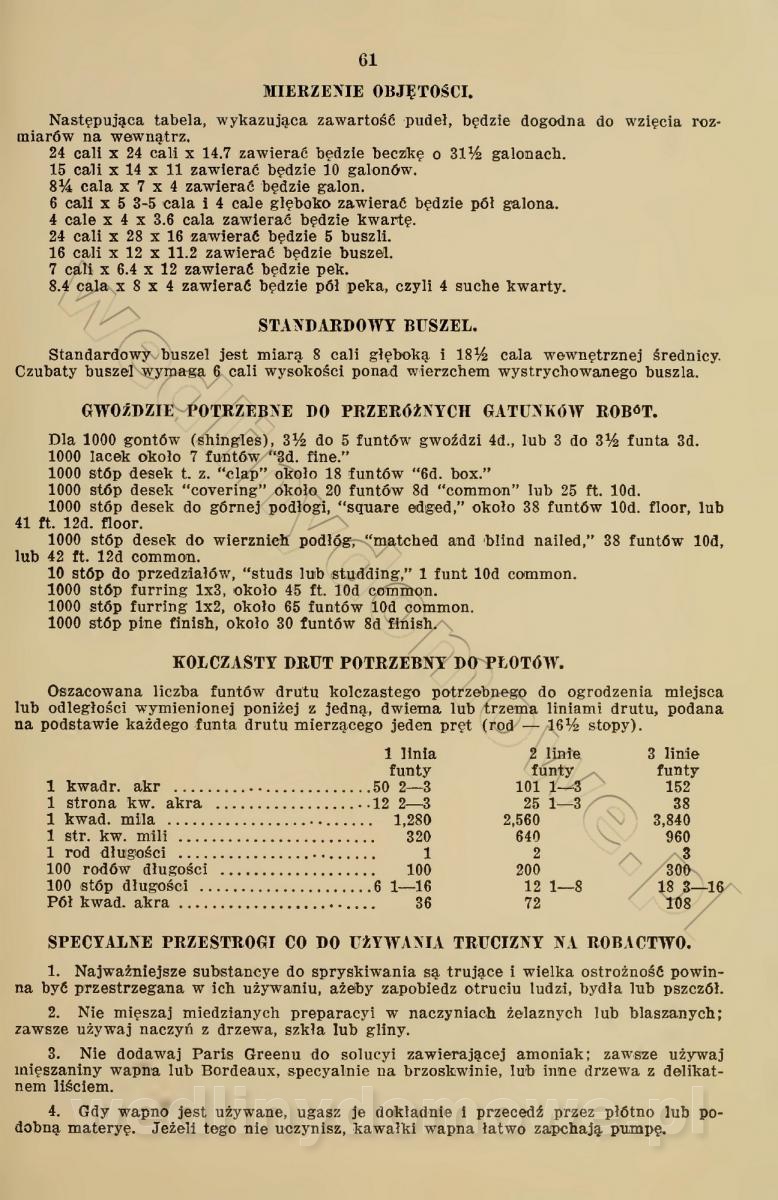 61
MIERZENIE OBJĘTOŚCI.
Następująca tabela, wykazująca zawartość pudeł, będzie dogodna do wzięcia roz-
miarów na wewnątrz.
24 cali x 24 cali x 14.7 zawierać będzie beczkę o 31½ galonach.
15 cali x 14 x 11 zawierać będzie 10 galonów.
8¼ cala x 7 x 4 zawierać będzie galon.
6 cali x 5 3-5 cala i 4 cale głęboko zawierać będzie pół galona.
4 cale x 4 x 3.6 cala zawierać będzie kwartę.
24 cali x 28 x 16 zawierać będzie 5 buszli.
16 cali x 12 x 11.2 zawierać będzie buszel.
7 cali x 6.4 x 12 zawierać będzie pek.
8.4 cala x 8 x 4 zawierać będzie pół peka, czyli 4 suche kwarty.
STANDARDOWY BUSZEL.
Standardowy buszel jest miarą 8 cali głęboką i 18½ cala wewnętrznej średnicy.
Czubaty buszel wymaga 6 cali wysokości ponad wierzchem wystrychowanego buszla.
GWOŹDZIE POTRZEBNE DO PRZERÓŻNYCH GATUNKÓW ROBÓT.
Dla 1000 gontów (shingles), 3½ do 5 funtów gwoździ 4d., lub 3 do 3½ funta 3d.
1000 lacek około 7 funtów "3d. fine."
1000 stóp desek t. z. "clap" około 18 funtów "6d. box."
1000 stóp desek "covering" około 20 funtów 8d "common" lub 25 ft. 10d.
1000 stóp desek do górnej podłogi, "square edged," około 38 funtów 10d. floor, lub
41 ft. 12d. floor.
1000 stóp desek do wierznich podłóg, "matched and blind nailed," 38 funtów 10d,
lub 42 ft. 12d common.
10 stóp do przedziałów, "studs lub studding," 1 funt 10d common.
1000 stóp furring 1x3, około 45 ft. 10d common.
1000 stóp furring 1x2, około 65 funtów 10d common.
1000 stóp pine finish, około 30 funtów 8d finish.
KOLCZASTY DRUT POTRZEBNY DO PŁOTÓW.
Oszacowana liczba funtów drutu kolczastego potrzebnego do ogrodzenia miejsca
lub odległości wymienionej poniżej z jedną, dwiema lub trzema liniami drutu, podana
na podstawie każdego funta drutu mierzącego jeden pręt (rod — 16½ stopy).
1 linia 2 linie 3 linie
funty funty funty
1 kwadr. akr ........................50 2—3 101 1—3 152
1 strona kw. akra ...................12 2—3 25 1—3 38
1 kwad. mila ......................... 1,280 2,560 3,840
1 str. kw. mili ........................ 320 640 960
1 rod długości ........................ 1 2 3
100 rodów długości ................... 100 200 300
100 stóp długości .....................6 1—16 12 1—8 18 3—16
Pół kwad. akra ........................ 36 72 108
SPECYALNE PRZESTROGI CO DO UŻYWANIA TRUCIZNY NA ROBACTWO.
1. Najważniejsze substancye do spryskiwania są trujące i wielka ostrożność powin-
na być przestrzegana w ich używaniu, ażeby zapobiedz otruciu ludzi, bydła lub pszczół.
2. Nie mięszaj miedzianych preparacyi w naczyniach żelaznych lub blaszanych;
zawsze używaj naczyń z drzewa, szkła lub gliny.
3. Nie dodawaj Paris Greenu do solucyi zawierającej amoniak; zawsze używaj
mięszaniny wapna lub Bordeaux, specyalnie na brzoskwinie, lub inne drzewa z delikat-
nem liściem.
4. Gdy wapno jest używane, ugasz je dokładnie i przecedź przez płótno lub po-
dobną materyę. Jeżeli tego nie uczynisz, kawałki wapna łatwo zapchają pumpę.
wedlinydomowe.pl
wedlinydomowe.pl